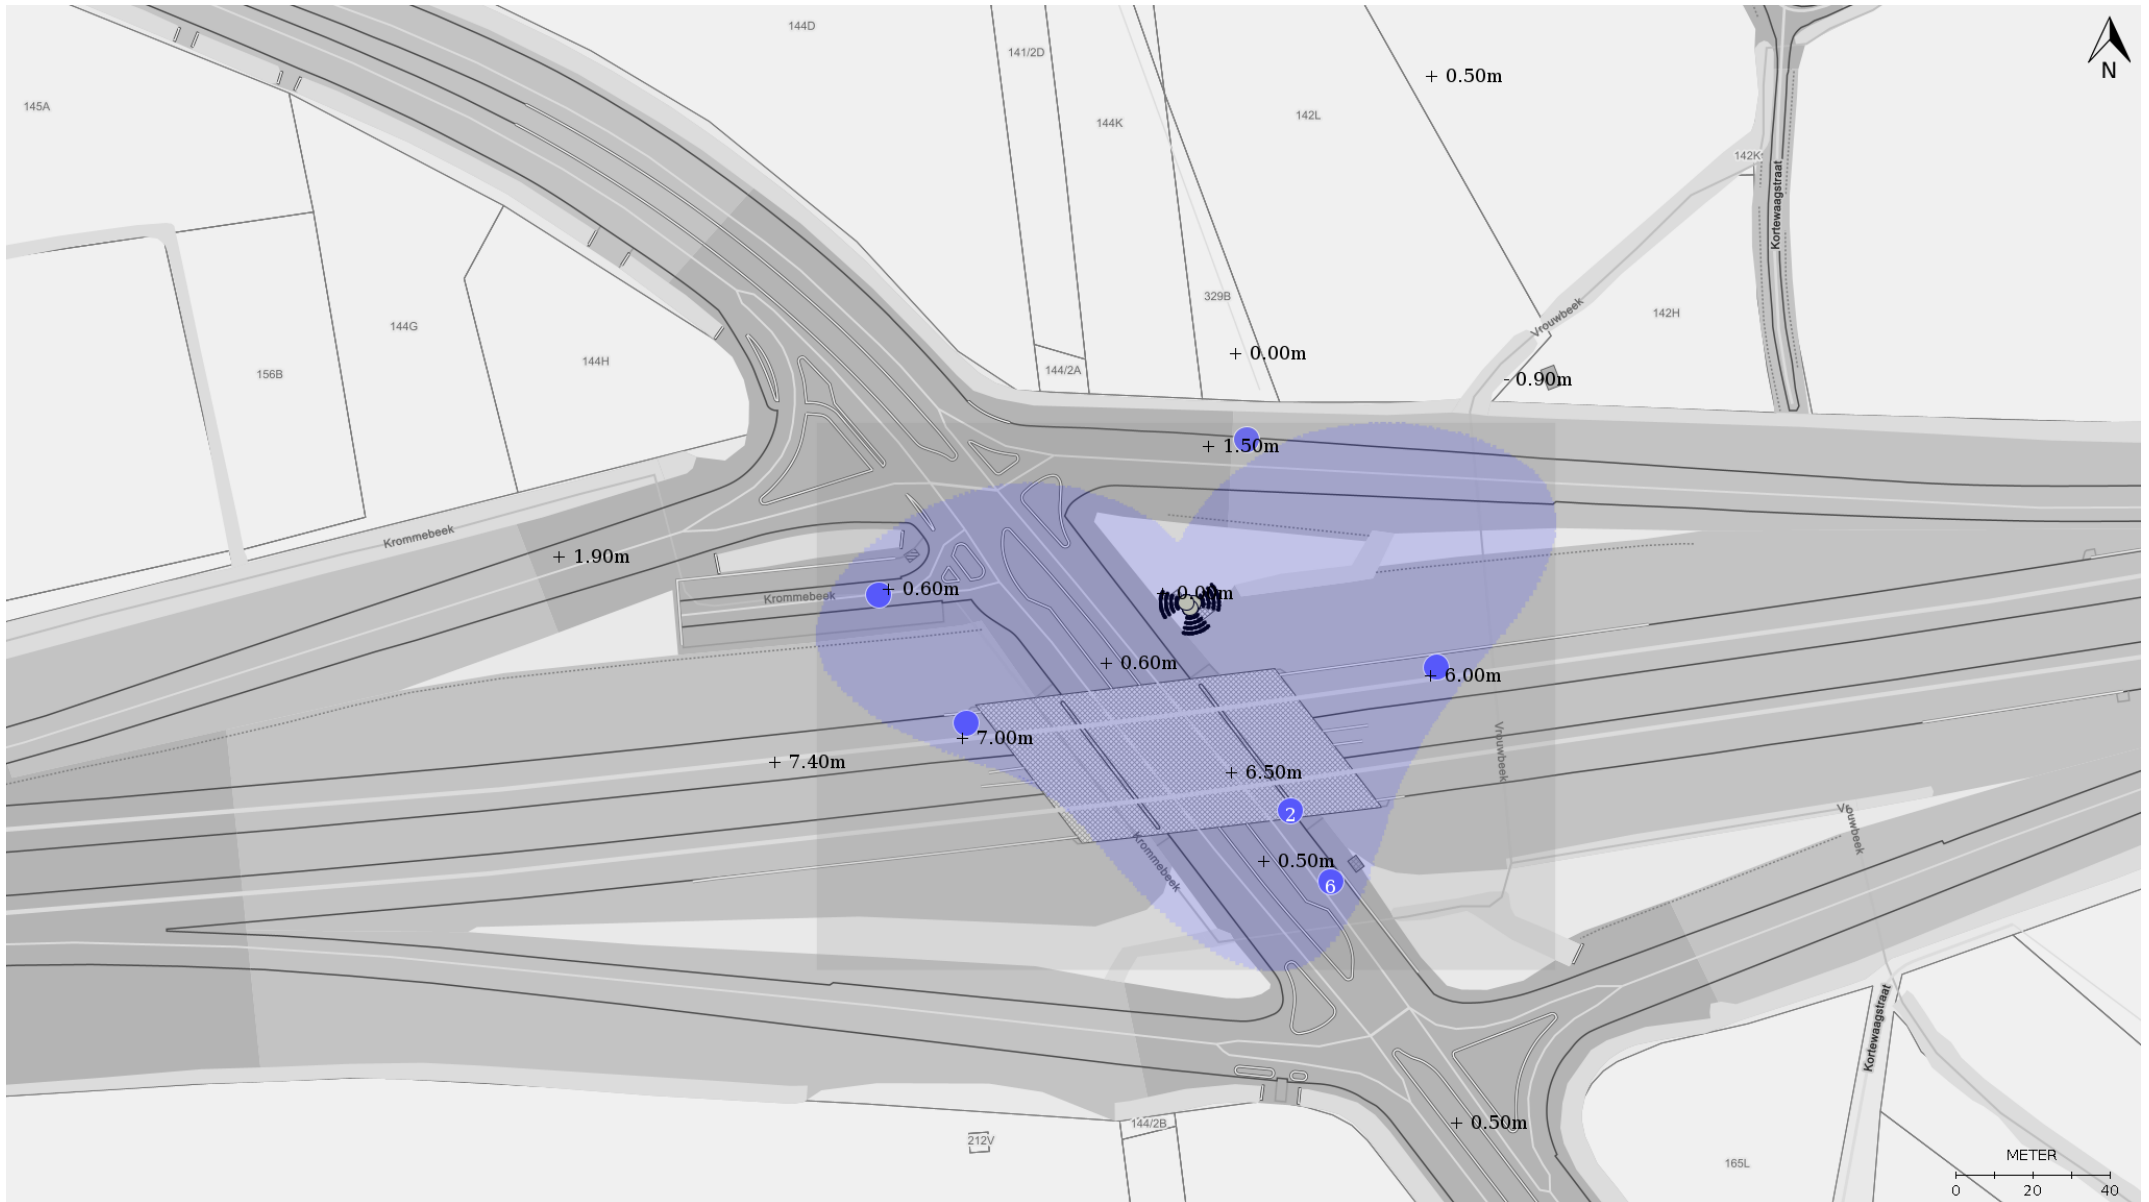 144D
141/2D
N
+ 0.50m
145A
142L
144K
142K
Kortewaagstraat
329B
Vrouwbeek
142H
144G
+ 0.00m
144H
144/2A
156B
- 0.90m
+ 1.50m
Krommebeek
+ 1.90m
+ 0.60m
Krommebeek
+ 0.00m
+ 0.60m
+ 6.00m
+ 7.00m
Vrouwbeek
+ 7.40m
+ 6.50m
2
Vrouwbeek
Krommebeek
+ 0.50m
6
Kortewaagstraat
+ 0.50m
144/2B
212V
METER
165L
0 20 40